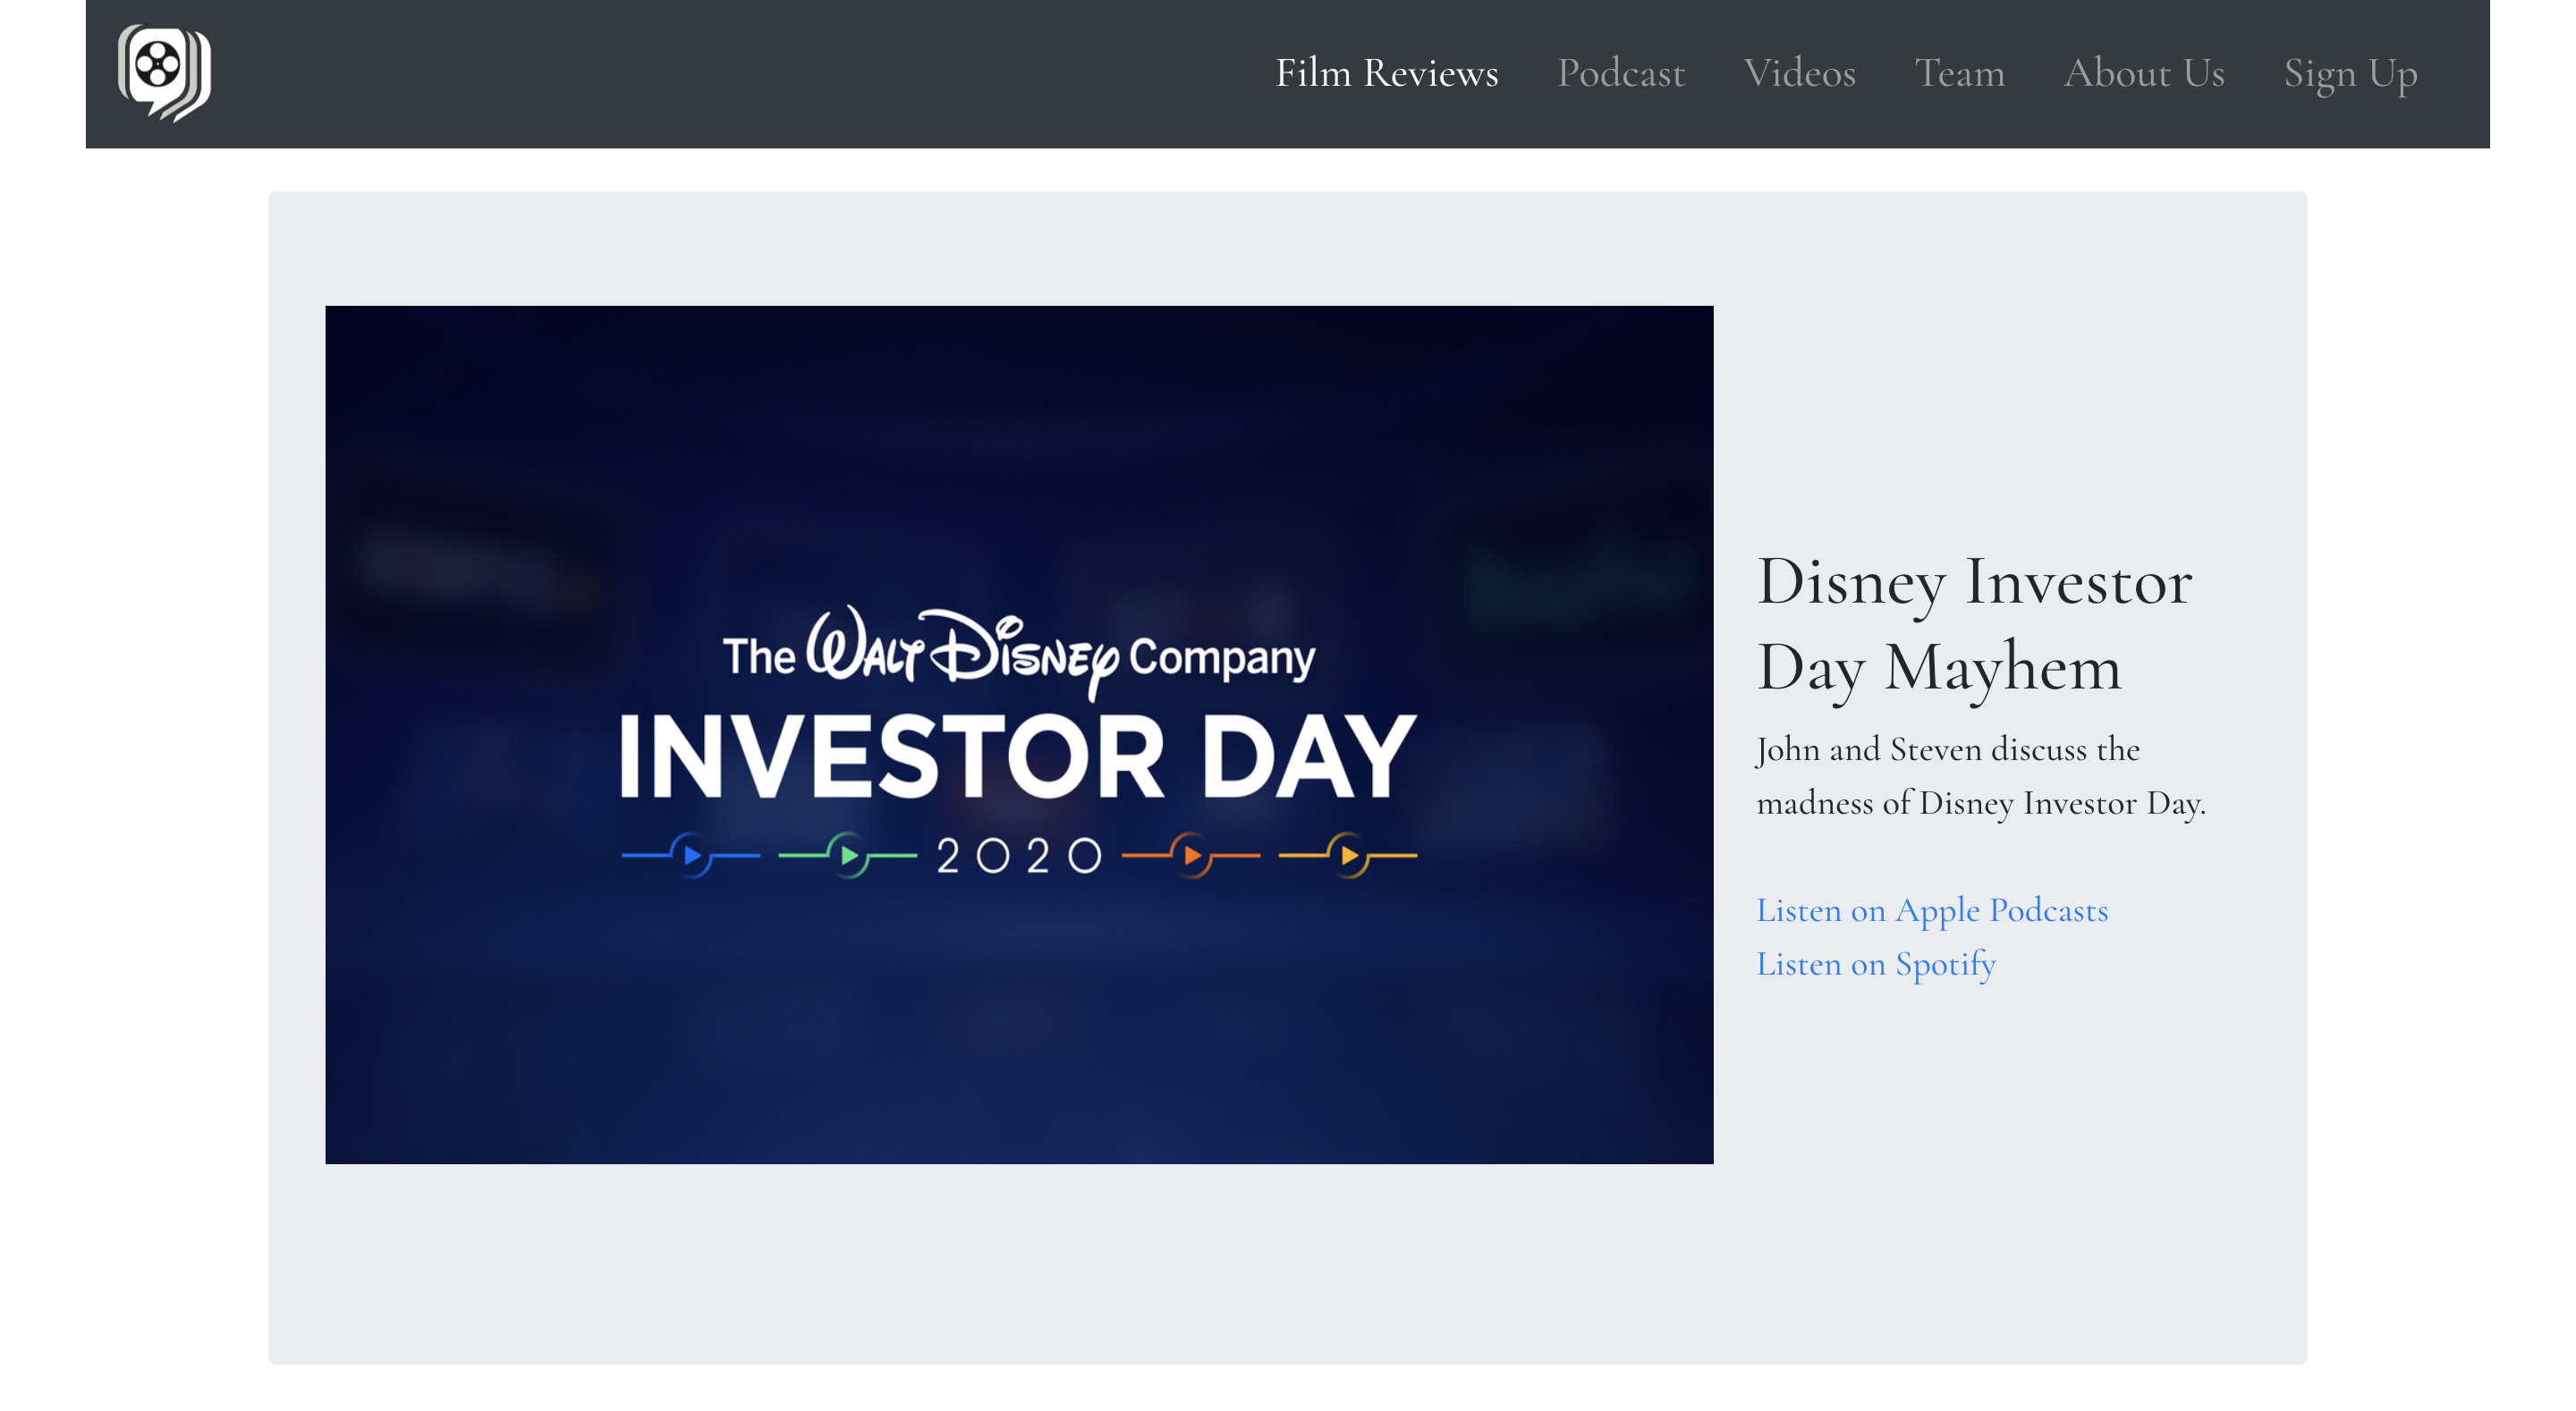 Film Reviews Podcast Videos Team About Us Sign Up
The Walt Disney Company
INVESTOR DAY
2020
Disney Investor
Day Mayhem
John and Steven discuss the
madness of Disney Investor Day.
Listen on Apple Podcasts
Listen on Spotify